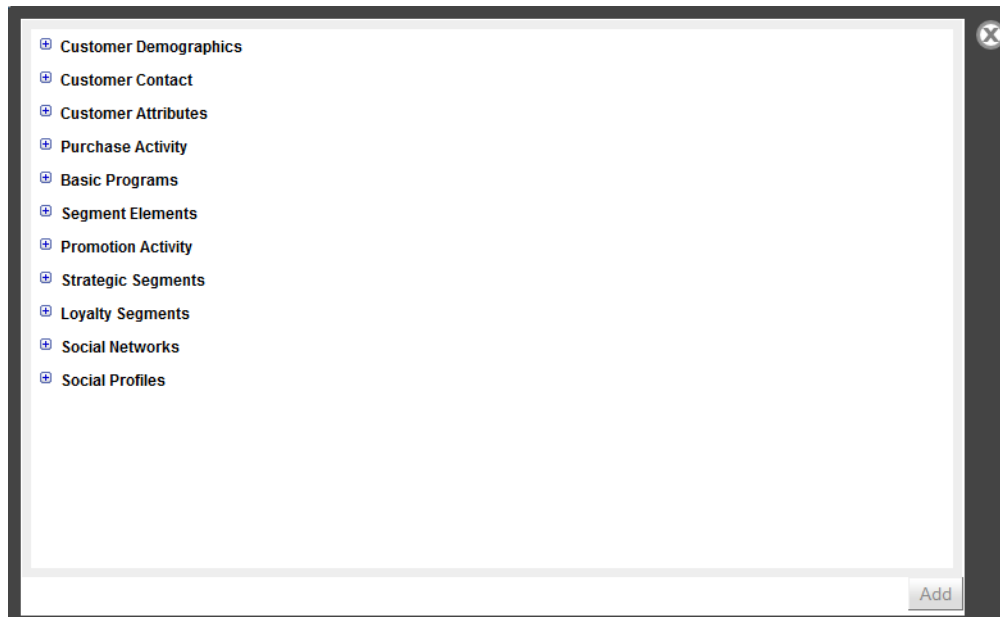 Customer Demographics
Customer Contact
Customer Attributes
Purchase Activity
Basic Programs
Segment Elements
Promotion Activity
Strategic Segments
Loyalty Segments
Social Networks
Social Profiles
Add